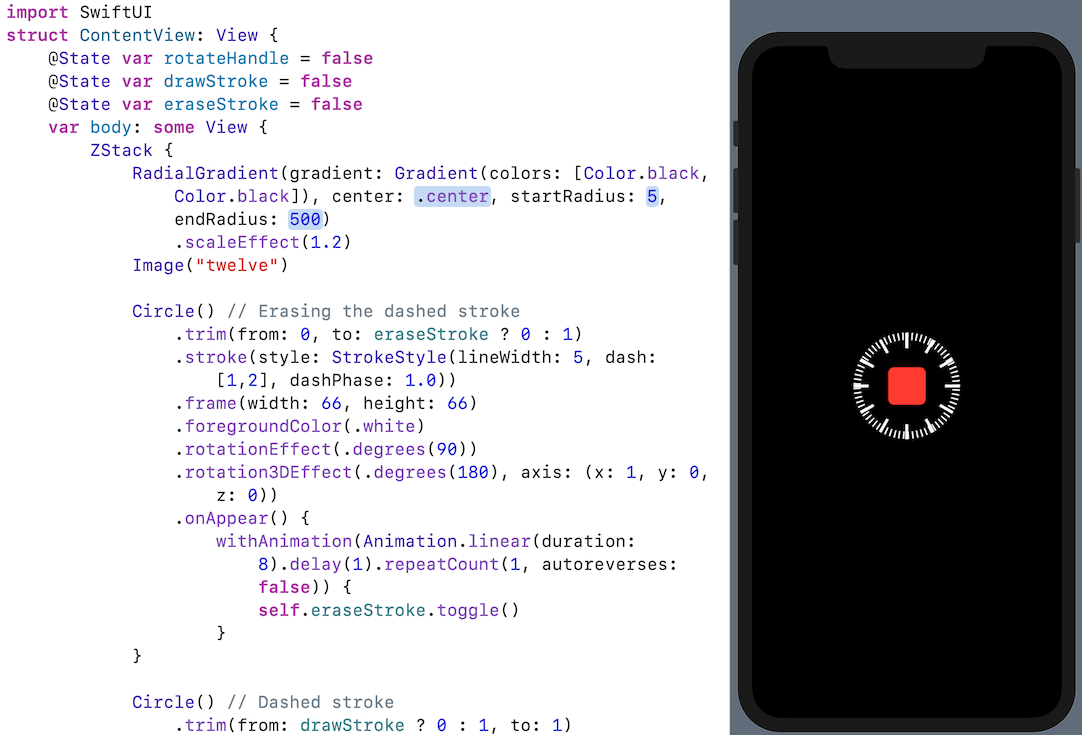 import SwiftUI
struct ContentView: View {
    @State var rotateHandle = false
    @State var drawStroke = false
    @State var eraseStroke = false
    var body: some View {
        ZStack {
            RadialGradient(gradient: Gradient(colors: [Color.black,
                Color.black]), center: .center, startRadius: 5,
                endRadius: 500)
                .scaleEffect(1.2)
            Image("twelve")

            Circle() // Erasing the dashed stroke
                .trim(from: 0, to: eraseStroke ? 0 : 1)
                .stroke(style: StrokeStyle(lineWidth: 5, dash:
                    [1,2], dashPhase: 1.0))
                .frame(width: 66, height: 66)
                .foregroundColor(.white)
                .rotationEffect(.degrees(90))
                .rotation3DEffect(.degrees(180), axis: (x: 1, y: 0,
                    z: 0))
                .onAppear() {
                    withAnimation(Animation.linear(duration:
                        8).delay(1).repeatCount(1, autoreverses:
                        false)) {
                        self.eraseStroke.toggle()
                    }
            }

            Circle() // Dashed stroke
                .trim(from: drawStroke ? 0 : 1, to: 1)